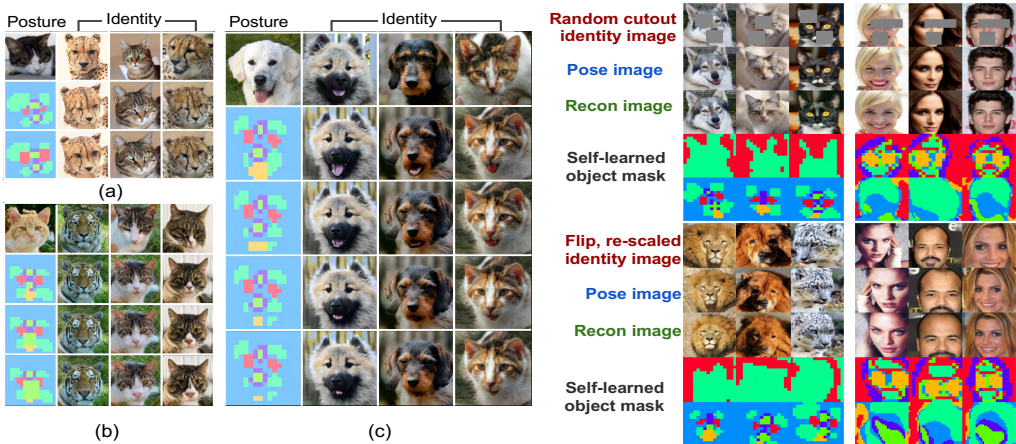 Posture
Identity
(a)
(b)
Posture
Identity
(c)
Random cutout
identity image
Pose image
Recon image
Self-learned
object mask
Flip, re-scaled
identity image
Pose image
Recon image
Self-learned
object mask